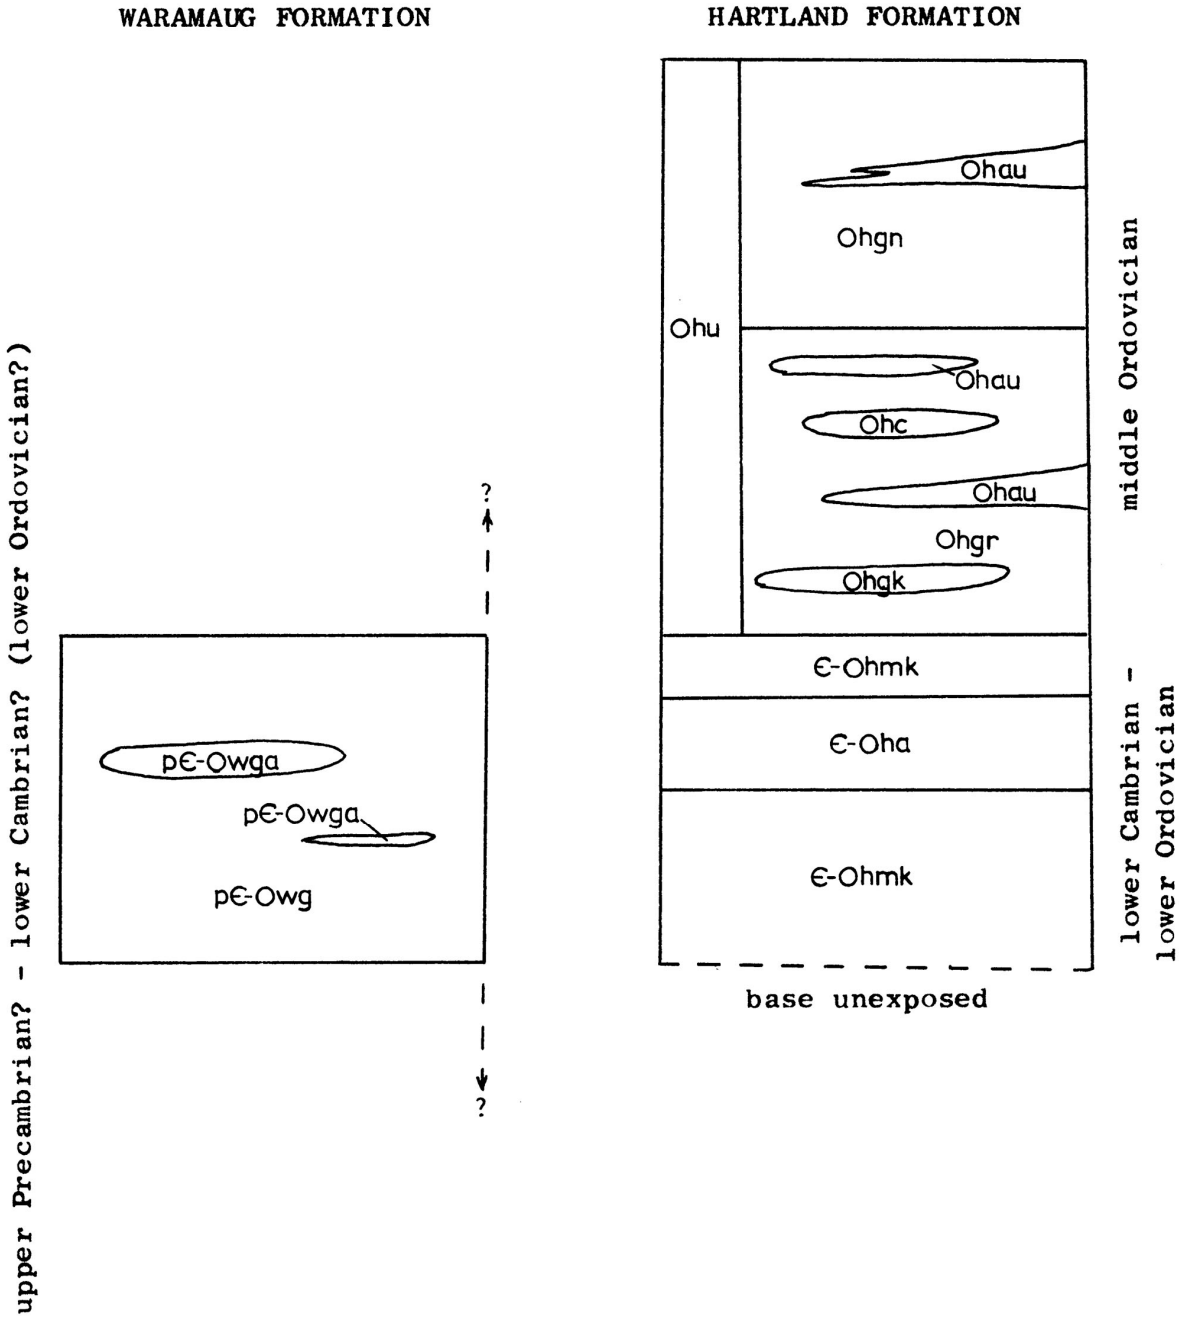 WARAMAUG FORMATION
HARTLAND FORMATION
Ohau
Ohgn
Ohu
Ohau
Ohc
Ohau
Ohgr
Ohgk
Є-Ohmk
Є-Oha
Є-Ohmk
base unexposed
middle Ordovician
lower Cambrian –
lower Ordovician
?
pЄ-Owga
pЄ-Owga
pЄ-Owg
?
upper Precambrian? – lower Cambrian? (lower Ordovician?)